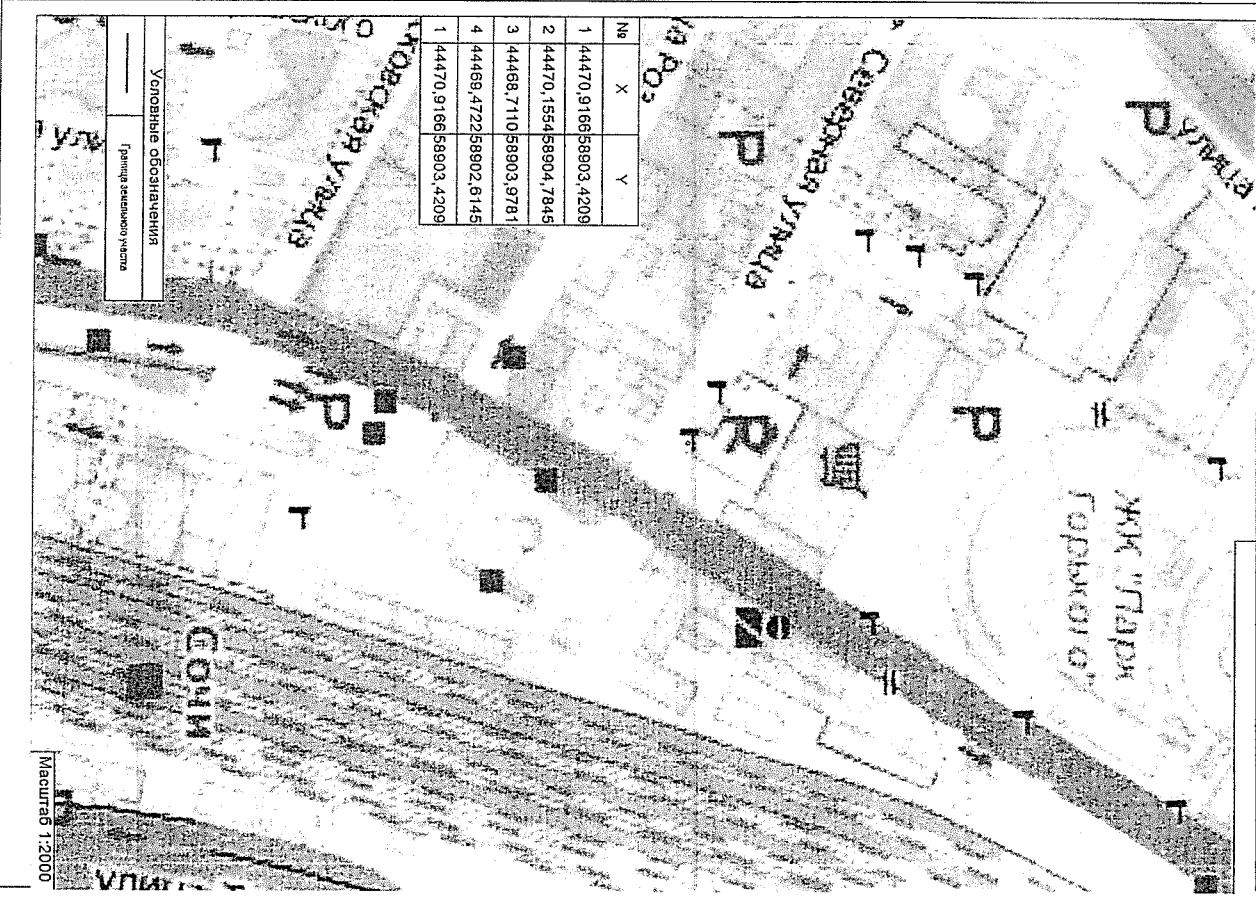 № X Y
1 44470,9166 58903,4209
2 44470,1554 58904,7845
3 44468,7110 58903,9781
4 44469,4722 58902,6145
1 44470,9166 58903,4209
Северная улица
ЖК "Парк
Горького"
P
P
P
P
R
Сочи
Условные обозначения
Граница земельного участка
Масштаб 1:2000